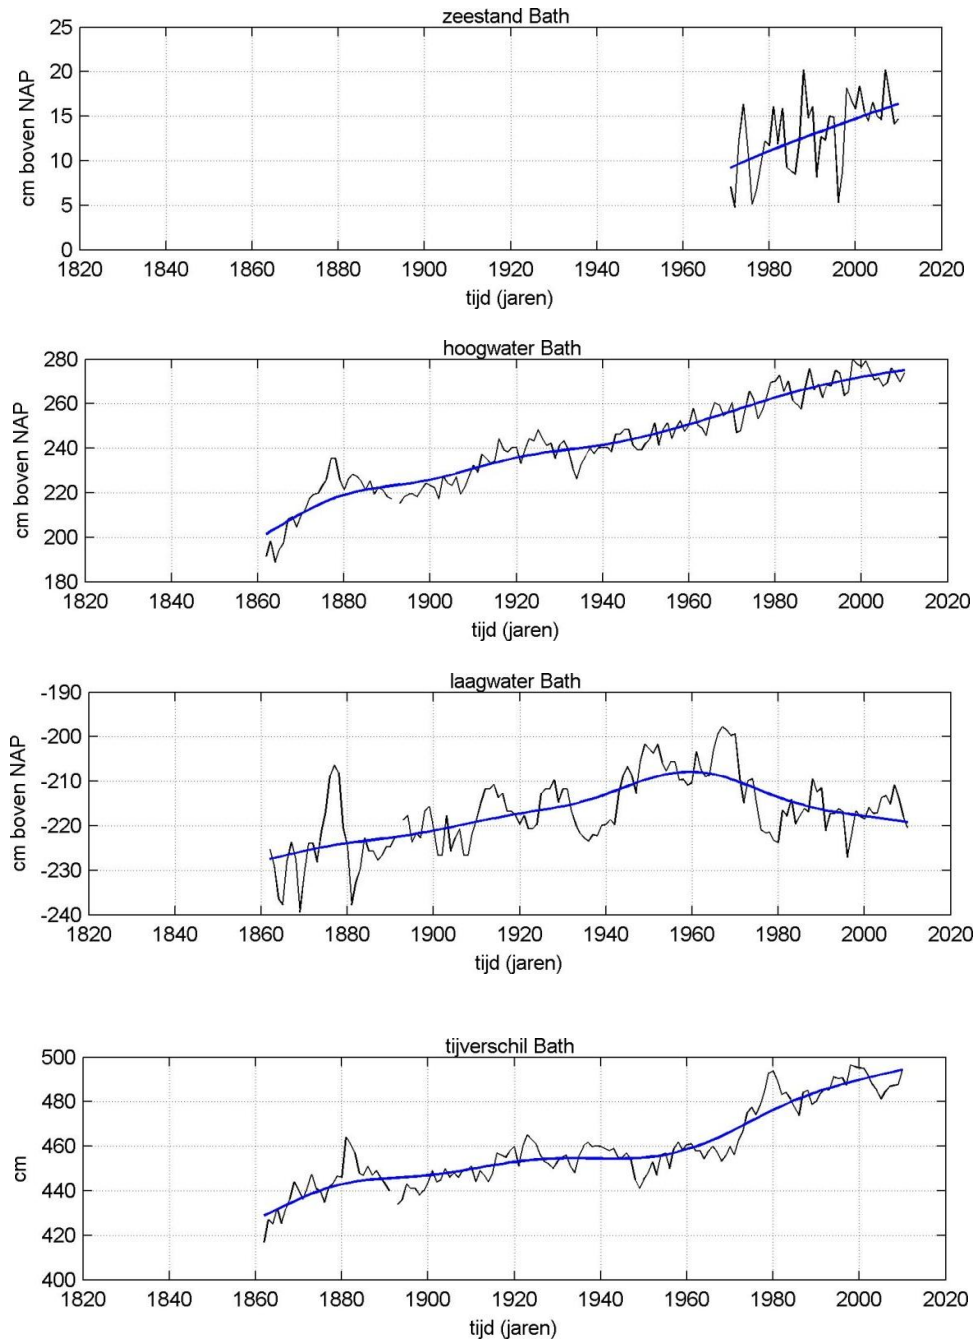 zeestand Bath
25
20
15
10
5
0
cm boven NAP
1820 1840 1860 1880 1900 1920 1940 1960 1980 2000 2020
tijd (jaren)
hoogwater Bath
280
260
240
220
200
180
cm boven NAP
1820 1840 1860 1880 1900 1920 1940 1960 1980 2000 2020
tijd (jaren)
laagwater Bath
-190
-200
-210
-220
-230
-240
cm boven NAP
1820 1840 1860 1880 1900 1920 1940 1960 1980 2000 2020
tijd (jaren)
tijverschil Bath
500
480
460
440
420
400
cm
1820 1840 1860 1880 1900 1920 1940 1960 1980 2000 2020
tijd (jaren)